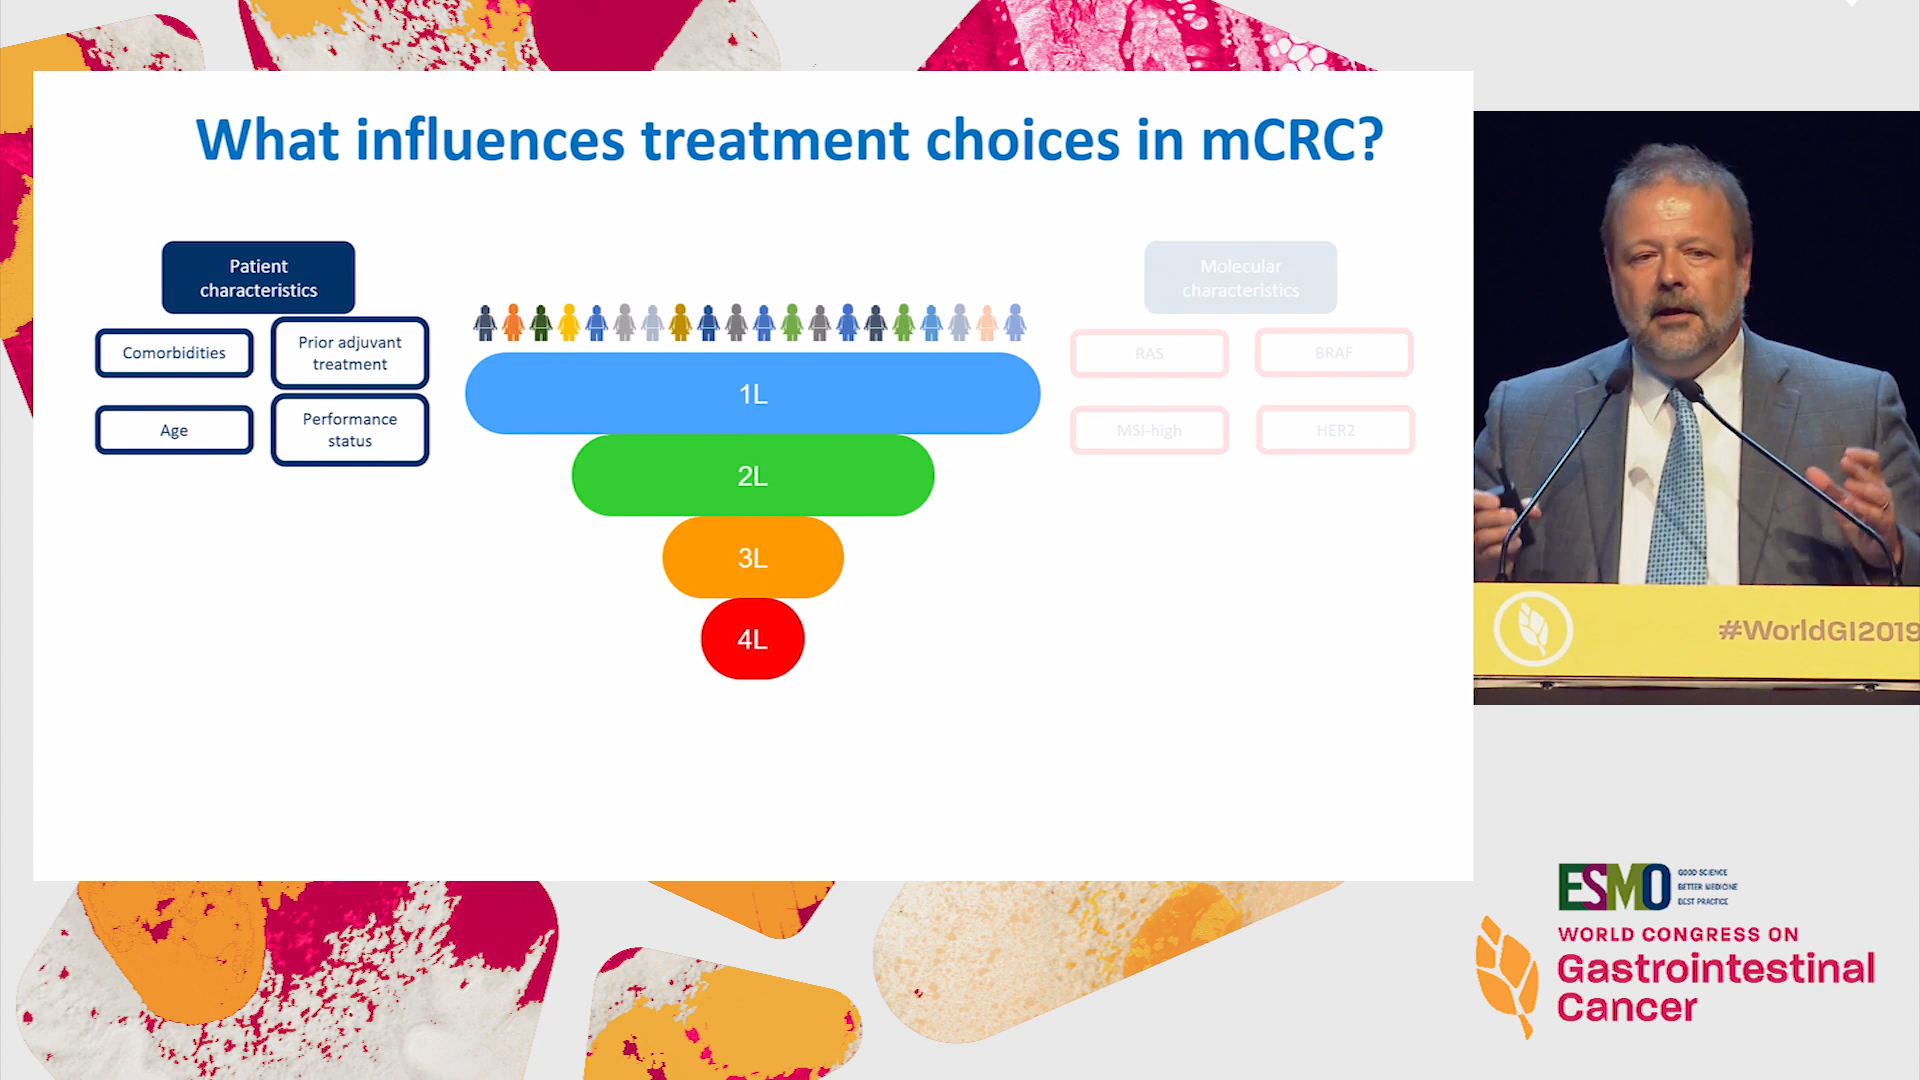 What influences treatment choices in mCRC?
Patient
characteristics
Comorbidities
Prior adjuvant
treatment
Age
Performance
status
1L
2L
3L
4L
Molecular
characteristics
RAS
BRAF
MSI-high
HER2
#WorldGI2019
ESMO
GOOD SCIENCE
BETTER MEDICINE
BEST PRACTICE
WORLD CONGRESS ON
Gastrointestinal
Cancer